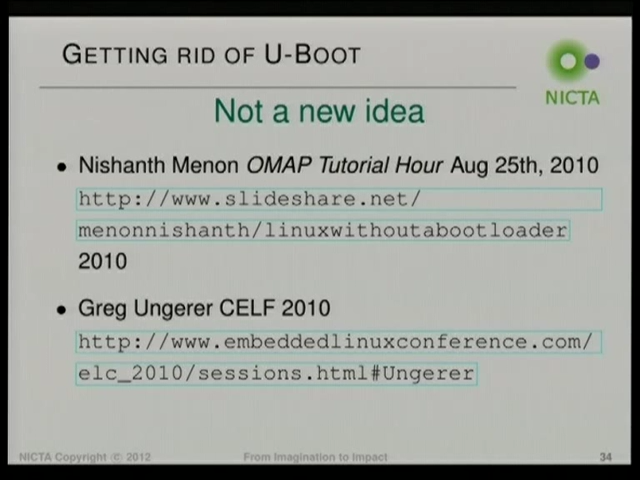 GETTING RID OF U-BOOT
NICTA
Not a new idea
• Nishanth Menon OMAP Tutorial Hour Aug 25th, 2010
http://www.slideshare.net/
menonnishanth/linuxwithoutabootloader
2010
• Greg Ungerer CELF 2010
http://www.embeddedlinuxconference.com/
elc_2010/sessions.html#Ungerer
NICTA Copyright © 2012 From Imagination to Impact 34